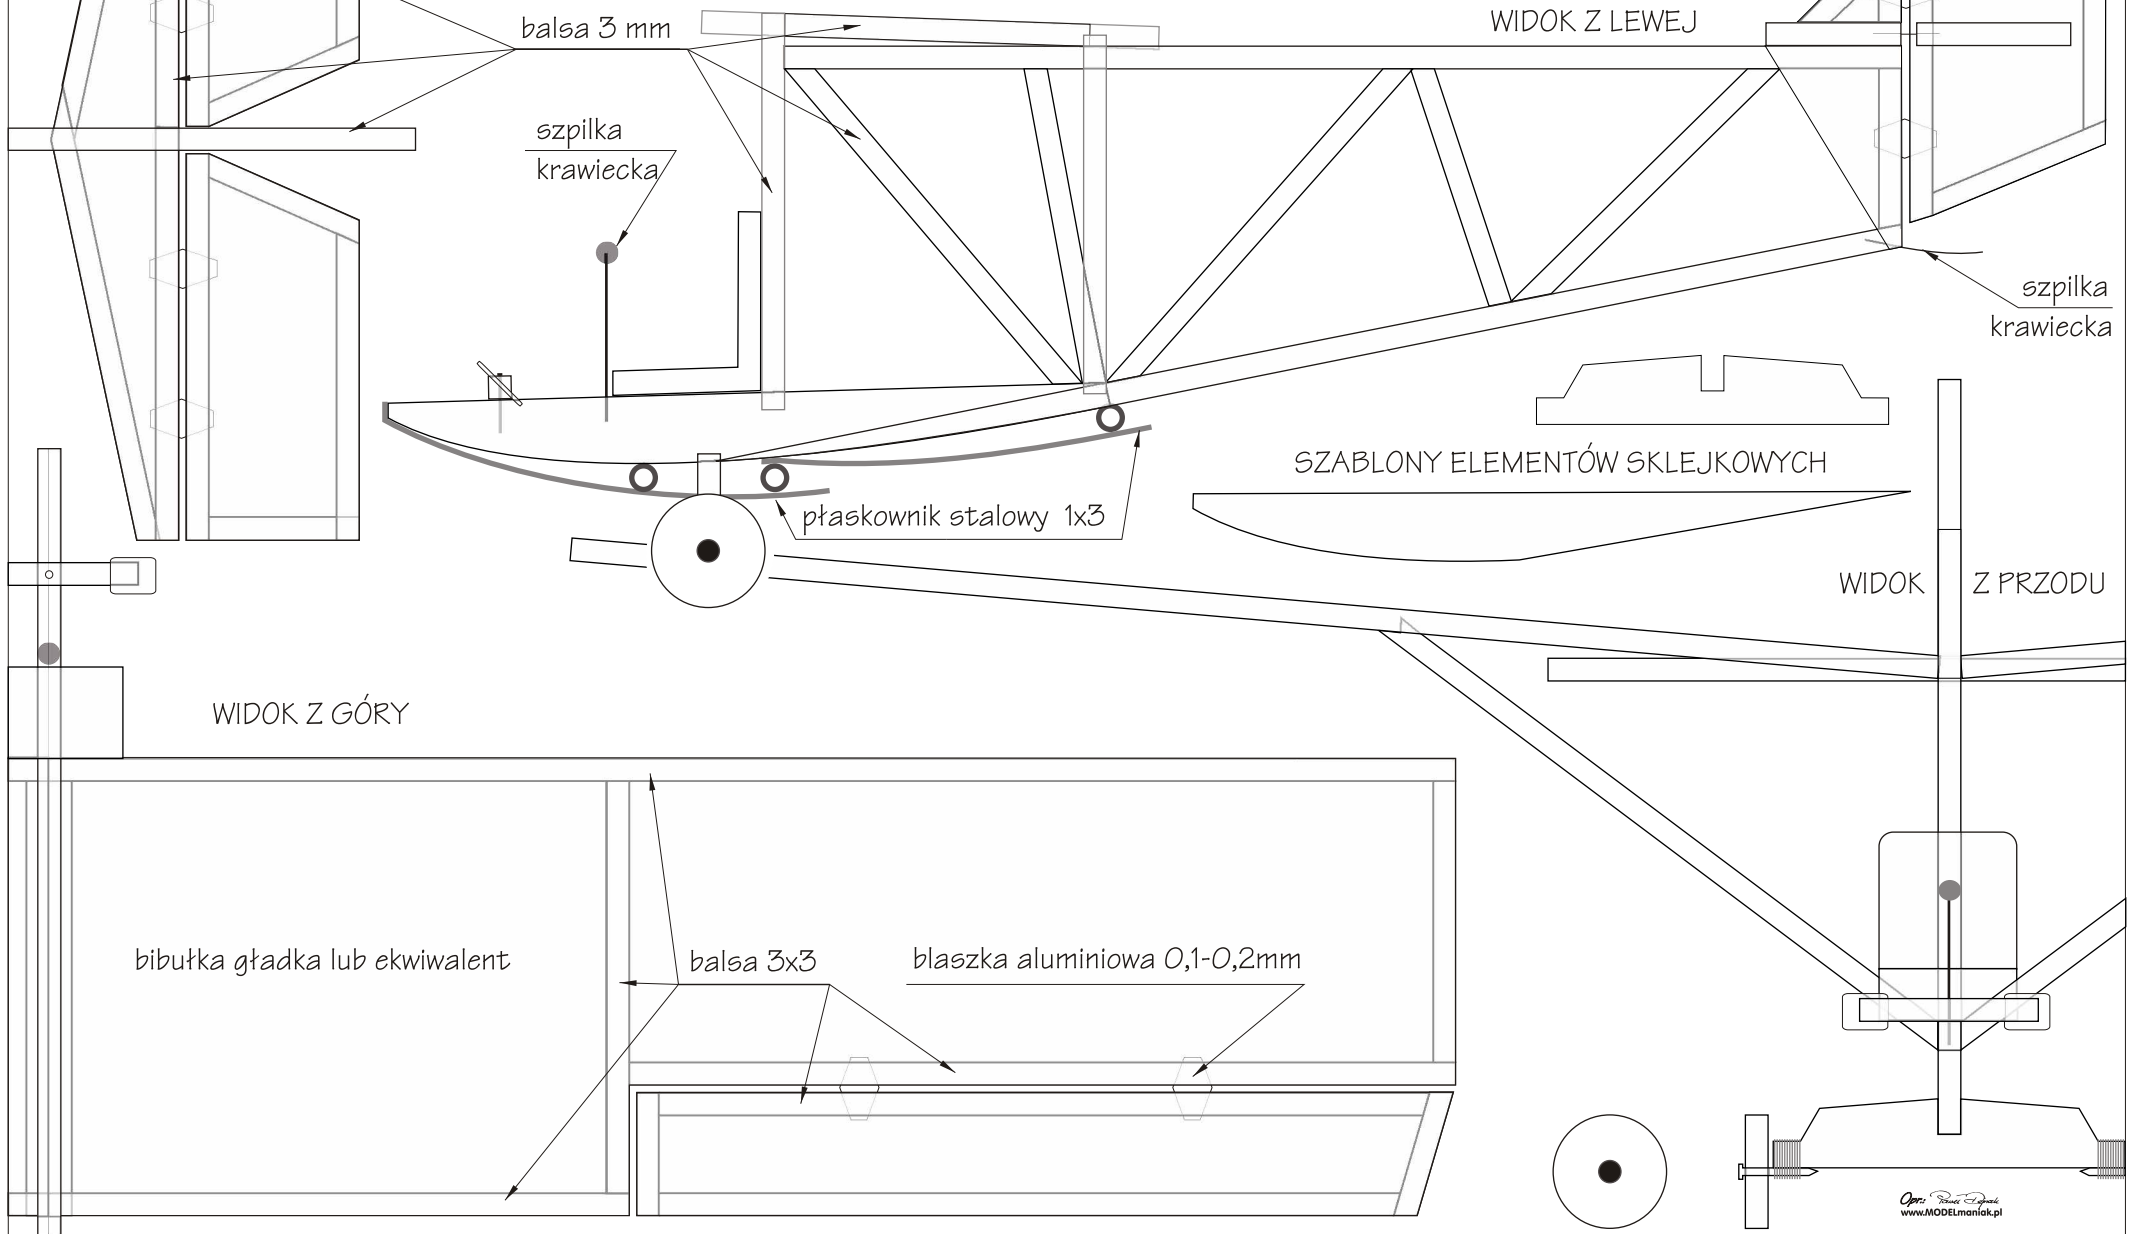 balsa 3 mm
WIDOK Z LEWEJ
szpilka
krawiecka
szpilka
krawiecka
SZABLONY ELEMENTÓW SKLEJKOWYCH
płaskownik stalowy 1x3
WIDOK Z PRZODU
WIDOK Z GÓRY
bibułka gładka lub ekwiwalent
balsa 3x3
blaszka aluminiowa 0,1-0,2mm
Opr.:
www.MODELmaniak.pl